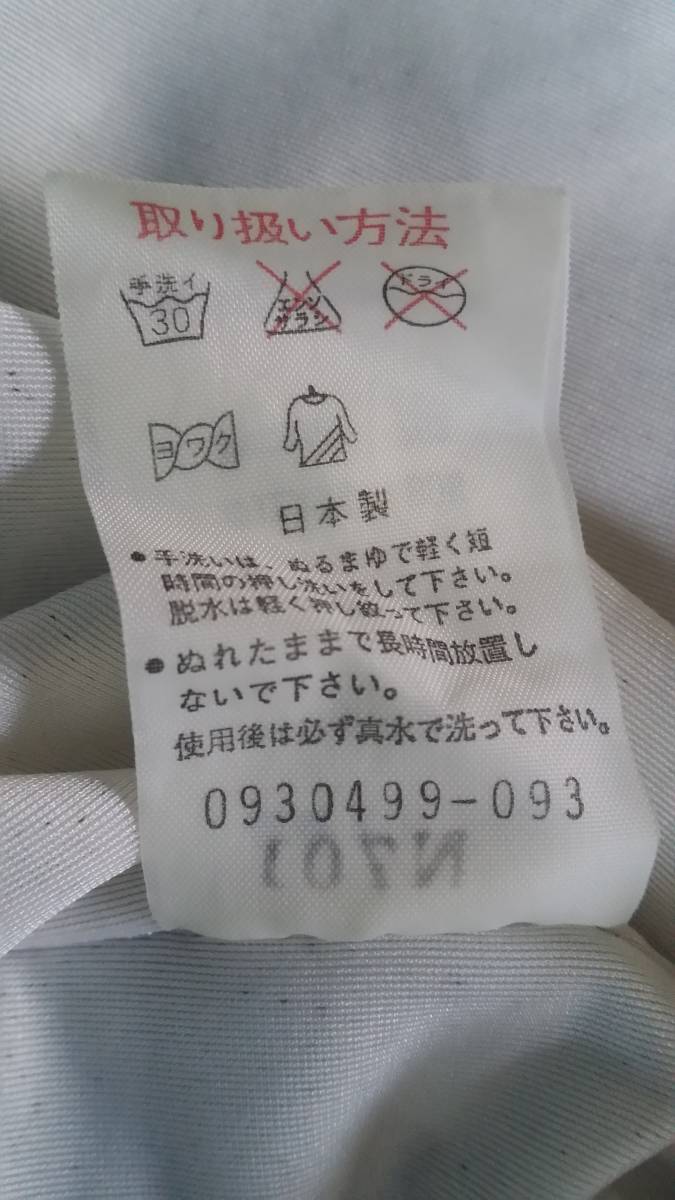 取り扱い方法
手洗イ
30
エンソ
サラシ
ドライ
ヨワク
日本製
●手洗いは、ぬるまゆで軽く短
時間の押し洗いをして下さい。
脱水は軽く押し絞って下さい。
●ぬれたままで長時間放置し
ないで下さい。
使用後は必ず真水で洗って下さい。
0930499-093
N701